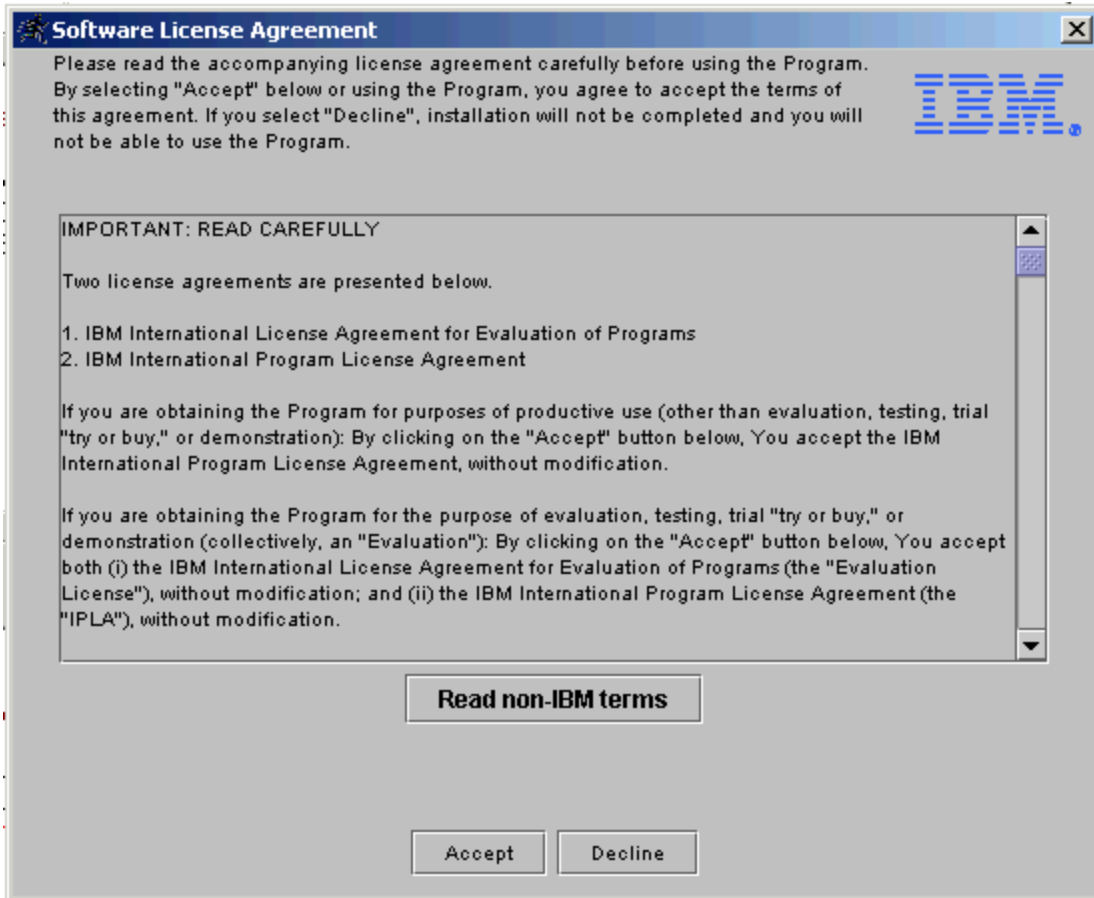 Software License Agreement
Please read the accompanying license agreement carefully before using the Program.
By selecting "Accept" below or using the Program, you agree to accept the terms of
this agreement. If you select "Decline", installation will not be completed and you will
not be able to use the Program.
IBM®
IMPORTANT: READ CAREFULLY
Two license agreements are presented below.
1. IBM International License Agreement for Evaluation of Programs
2. IBM International Program License Agreement
If you are obtaining the Program for purposes of productive use (other than evaluation, testing, trial
"try or buy," or demonstration): By clicking on the "Accept" button below, You accept the IBM
International Program License Agreement, without modification.
If you are obtaining the Program for the purpose of evaluation, testing, trial "try or buy," or
demonstration (collectively, an "Evaluation"): By clicking on the "Accept" button below, You accept
both (i) the IBM International License Agreement for Evaluation of Programs (the "Evaluation
License"), without modification; and (ii) the IBM International Program License Agreement (the
"IPLA"), without modification.
Read non-IBM terms
Accept
Decline